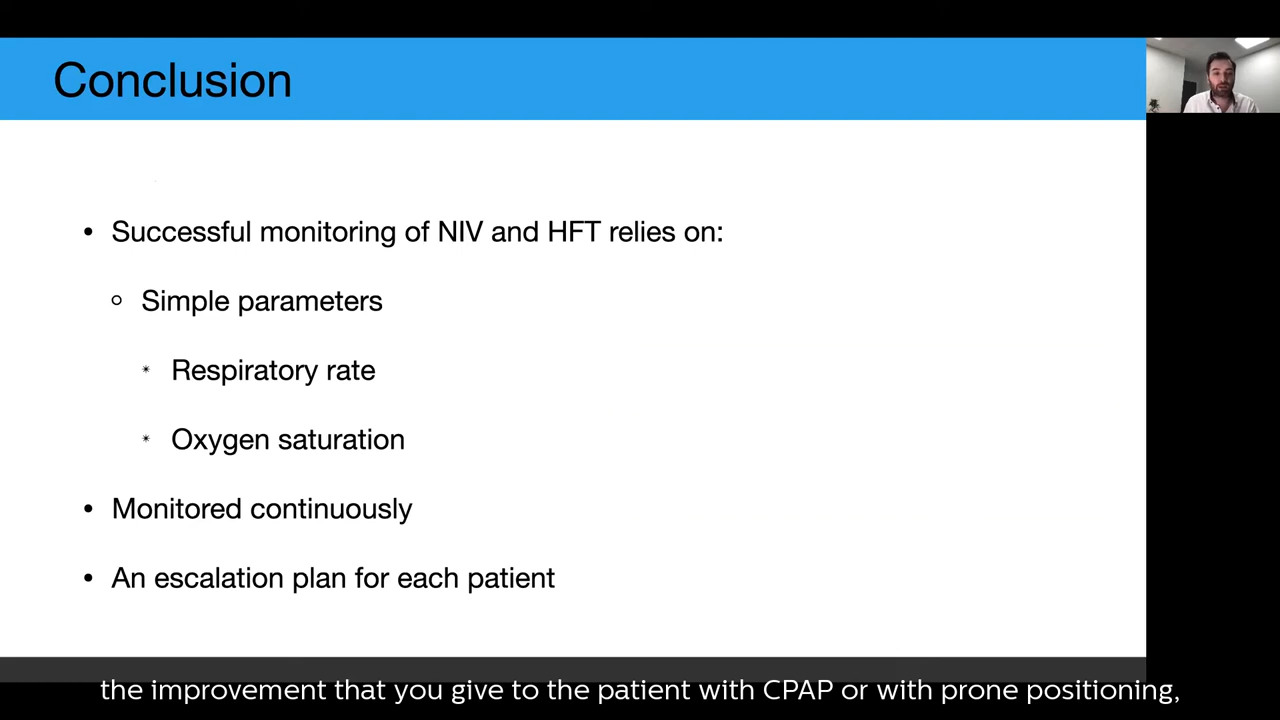 Conclusion
• Successful monitoring of NIV and HFT relies on:
○ Simple parameters
* Respiratory rate
* Oxygen saturation
• Monitored continuously
• An escalation plan for each patient
the improvement that you give to the patient with CPAP or with prone positioning,